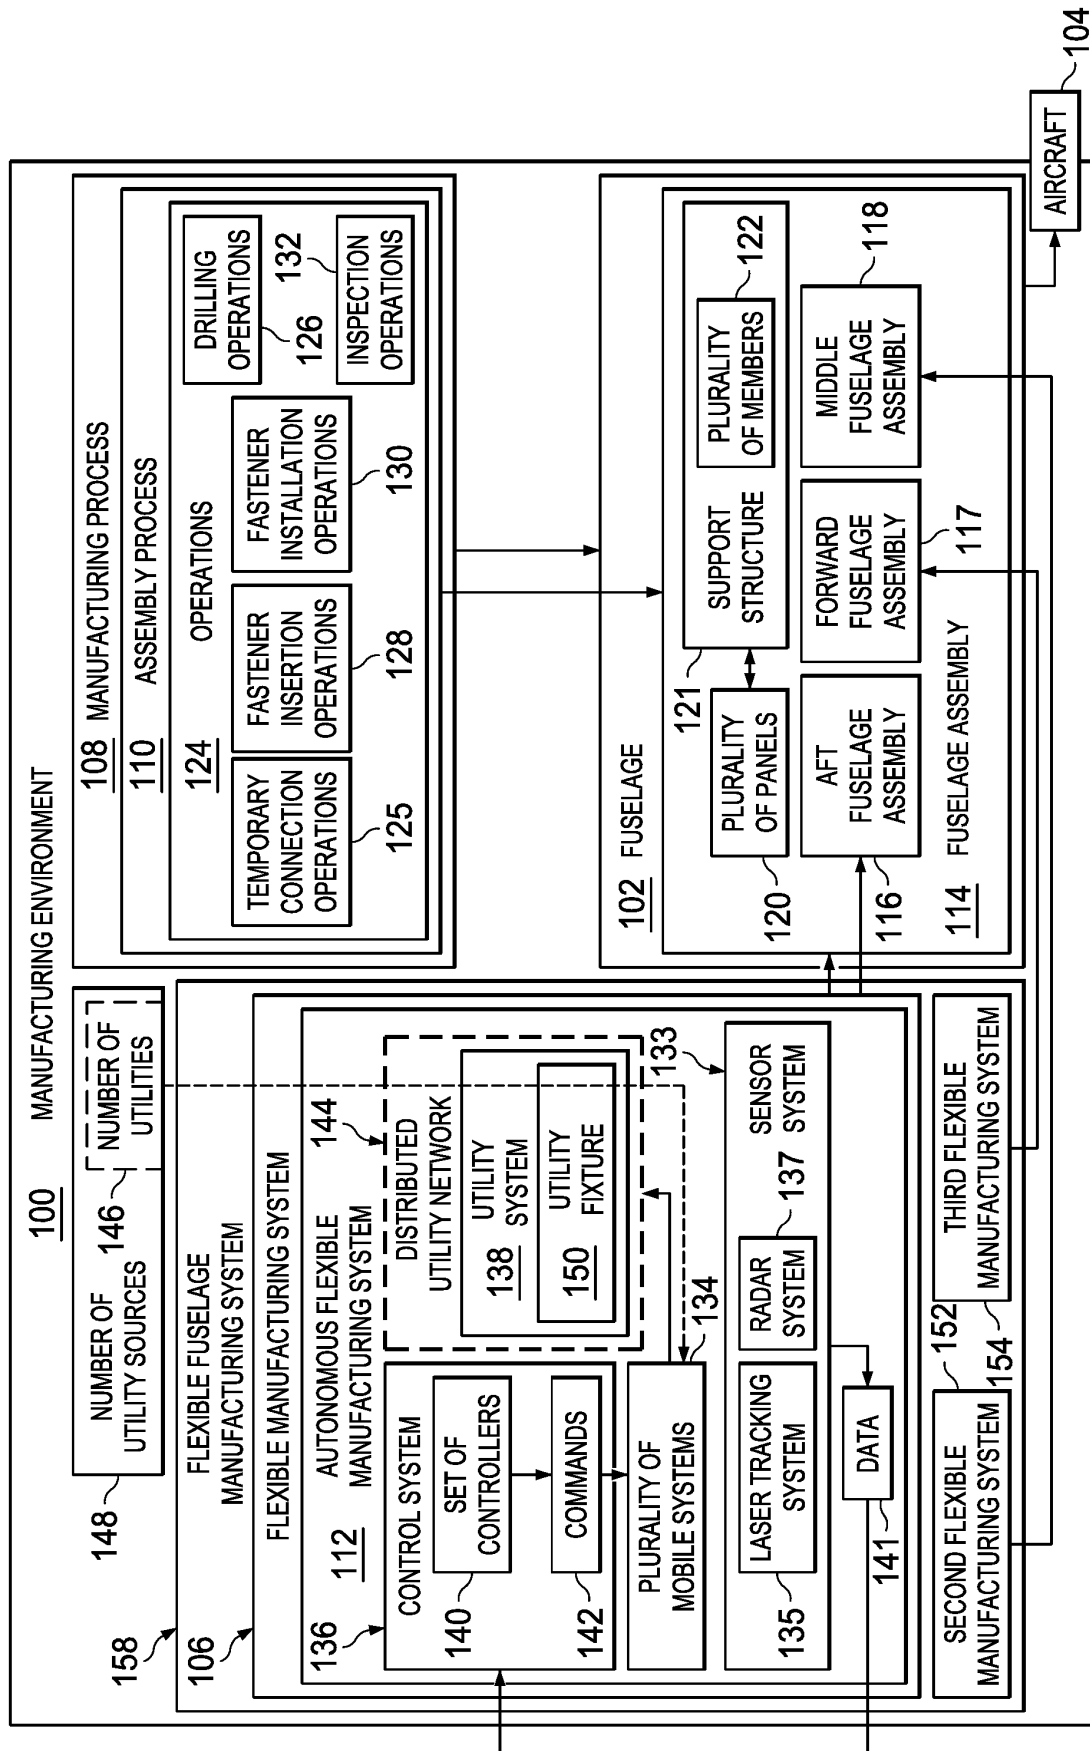 MANUFACTURING ENVIRONMENT
100
NUMBER OF
UTILITY SOURCES
148
NUMBER OF
UTILITIES
146
158
FLEXIBLE FUSELAGE
MANUFACTURING SYSTEM
106
FLEXIBLE MANUFACTURING SYSTEM
AUTONOMOUS FLEXIBLE
MANUFACTURING SYSTEM
112
136
CONTROL SYSTEM
SET OF
CONTROLLERS
140
COMMANDS
142
144
DISTRIBUTED
UTILITY NETWORK
UTILITY
SYSTEM
138
UTILITY
FIXTURE
150
PLURALITY OF
MOBILE SYSTEMS
134
133
SENSOR
SYSTEM
LASER TRACKING
SYSTEM
135
RADAR
SYSTEM
137
DATA
141
SECOND FLEXIBLE
MANUFACTURING SYSTEM
152
THIRD FLEXIBLE
MANUFACTURING SYSTEM
154
108
MANUFACTURING PROCESS
110
ASSEMBLY PROCESS
124
OPERATIONS
TEMPORARY
CONNECTION
OPERATIONS
125
FASTENER
INSERTION
OPERATIONS
128
FASTENER
INSTALLATION
OPERATIONS
130
DRILLING
OPERATIONS
126
132
INSPECTION
OPERATIONS
102
FUSELAGE
121
SUPPORT
STRUCTURE
PLURALITY
OF MEMBERS
122
PLURALITY
OF PANELS
120
AFT
FUSELAGE
ASSEMBLY
116
FORWARD
FUSELAGE
ASSEMBLY
117
MIDDLE
FUSELAGE
ASSEMBLY
118
114
FUSELAGE ASSEMBLY
AIRCRAFT
104